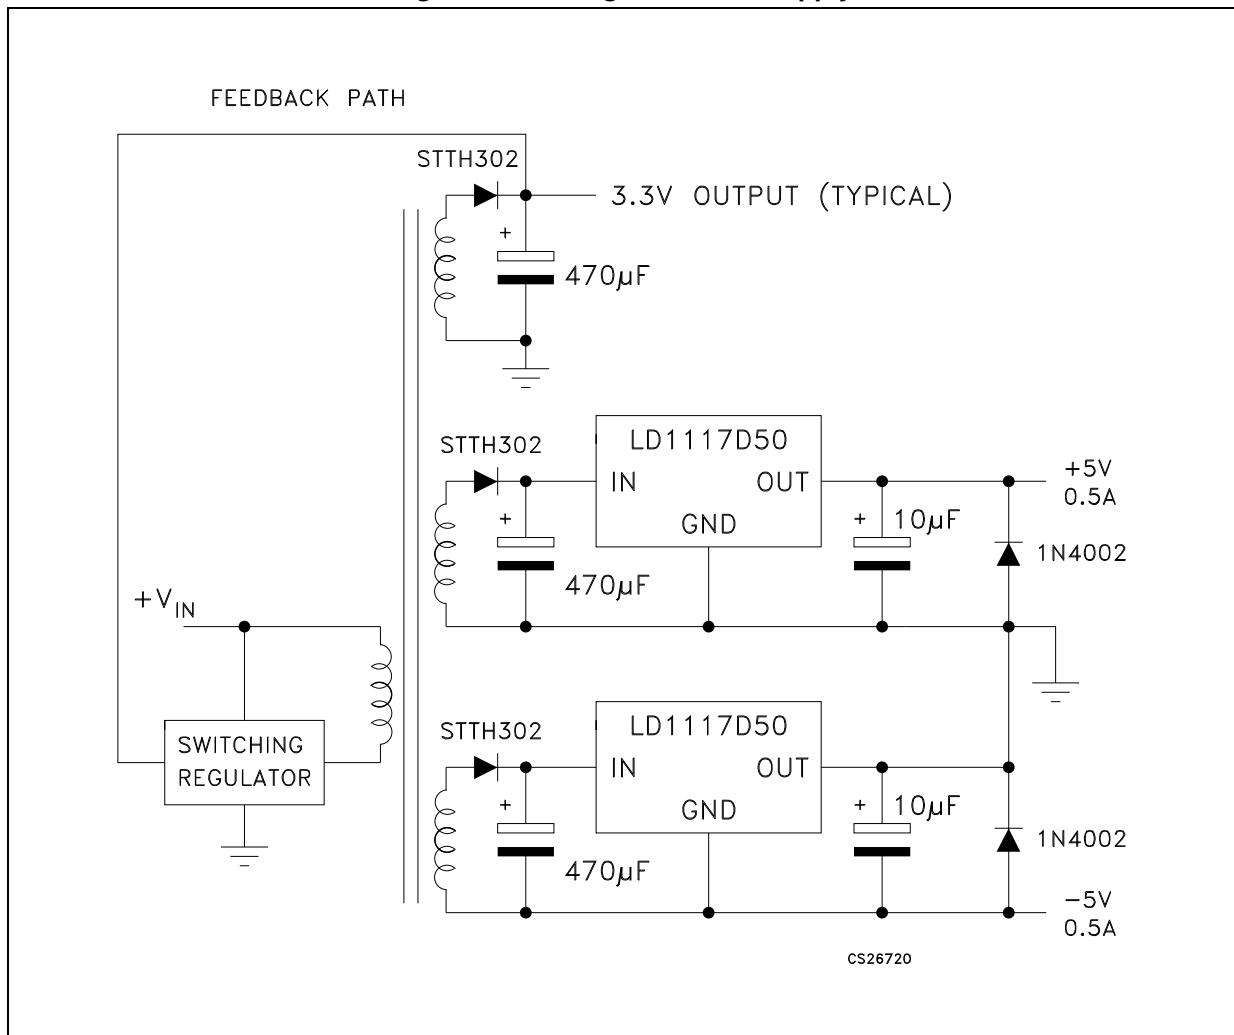 FEEDBACK PATH
STTH302
3.3V OUTPUT (TYPICAL)
+
470µF
STTH302
LD1117D50
IN
OUT
GND
+
470µF
+
10µF
+5V
0.5A
1N4002
+VIN
SWITCHING
REGULATOR
STTH302
LD1117D50
IN
OUT
GND
+
470µF
+
10µF
1N4002
−5V
0.5A
CS26720